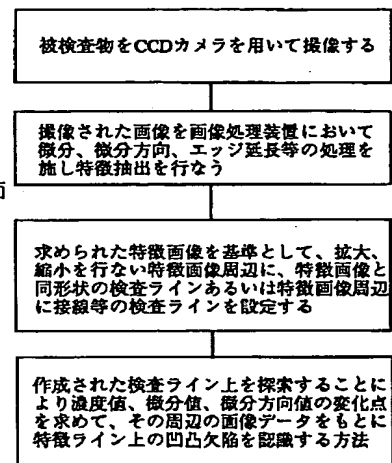 被検査物をCCDカメラを用いて撮像する
撮像された画像を画像処理装置において
微分、微分方向、エッジ延長等の処理を
施し特徴抽出を行なう
求められた特徴画像を基準として、拡大、
縮小を行ない特徴画像周辺に、特徴画像と
同形状の検査ラインあるいは特徴画像周辺
に接線等の検査ラインを設定する
作成された検査ライン上を探索することに
より濃度値、微分値、微分方向値の変化点
を求めて、その周辺の画像データをもとに
特徴ライン上の凹凸欠陥を認識する方法